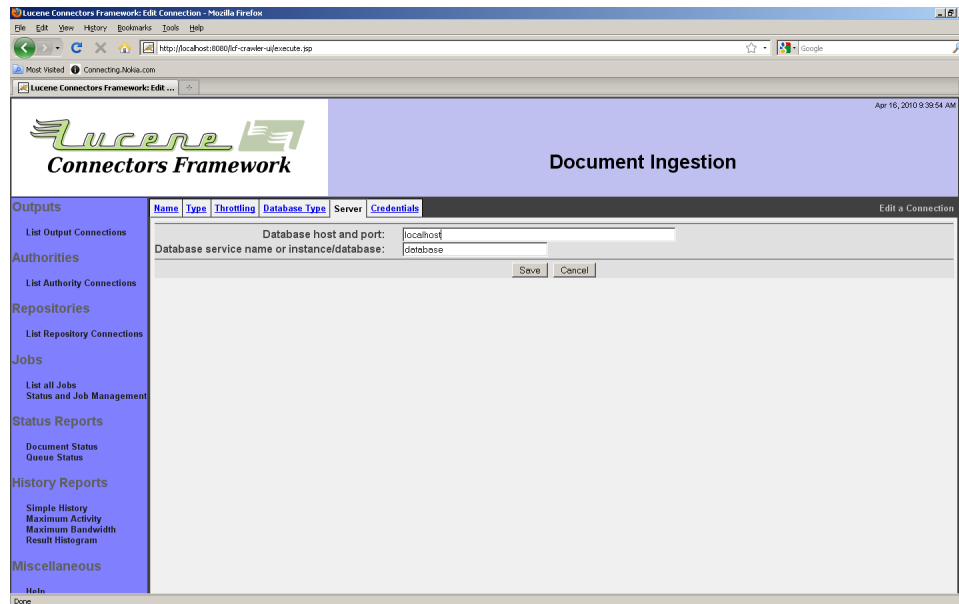 Lucene Connectors Framework: Edit Connection - Mozilla Firefox
File Edit View History Bookmarks Tools Help
http://localhost:8080/lcf-crawler-ui/execute.jsp
Google
Most Visited Connecting.Nokia.com
Lucene Connectors Framework: Edit ...
Apr 16, 2010 9:39:54 AM
Lucene
Connectors Framework
Document Ingestion
Outputs
Name Type Throttling Database Type Server Credentials
Edit a Connection
List Output Connections
Authorities
List Authority Connections
Repositories
List Repository Connections
Jobs
List all Jobs
Status and Job Management
Status Reports
Document Status
Queue Status
History Reports
Simple History
Maximum Activity
Maximum Bandwidth
Result Histogram
Miscellaneous
Help
Database host and port: localhost
Database service name or instance/database: database
Save Cancel
Done